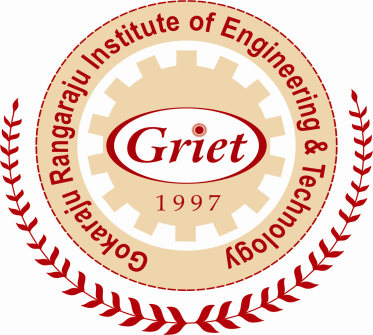 Gokaraju Rangaraju Institute of Engineering & Technology
Griet
1997